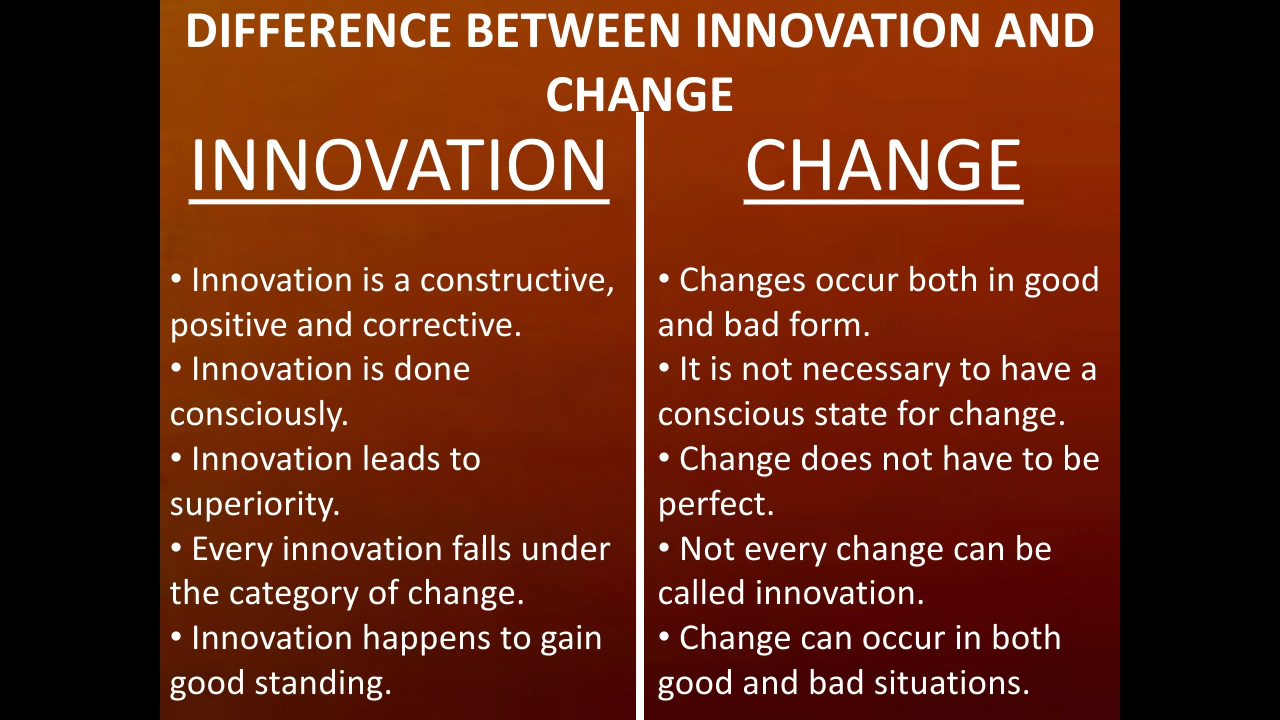 DIFFERENCE BETWEEN INNOVATION AND
CHANGE
INNOVATION
• Innovation is a constructive,
positive and corrective.
• Innovation is done
consciously.
• Innovation leads to
superiority.
• Every innovation falls under
the category of change.
• Innovation happens to gain
good standing.
CHANGE
• Changes occur both in good
and bad form.
• It is not necessary to have a
conscious state for change.
• Change does not have to be
perfect.
• Not every change can be
called innovation.
• Change can occur in both
good and bad situations.